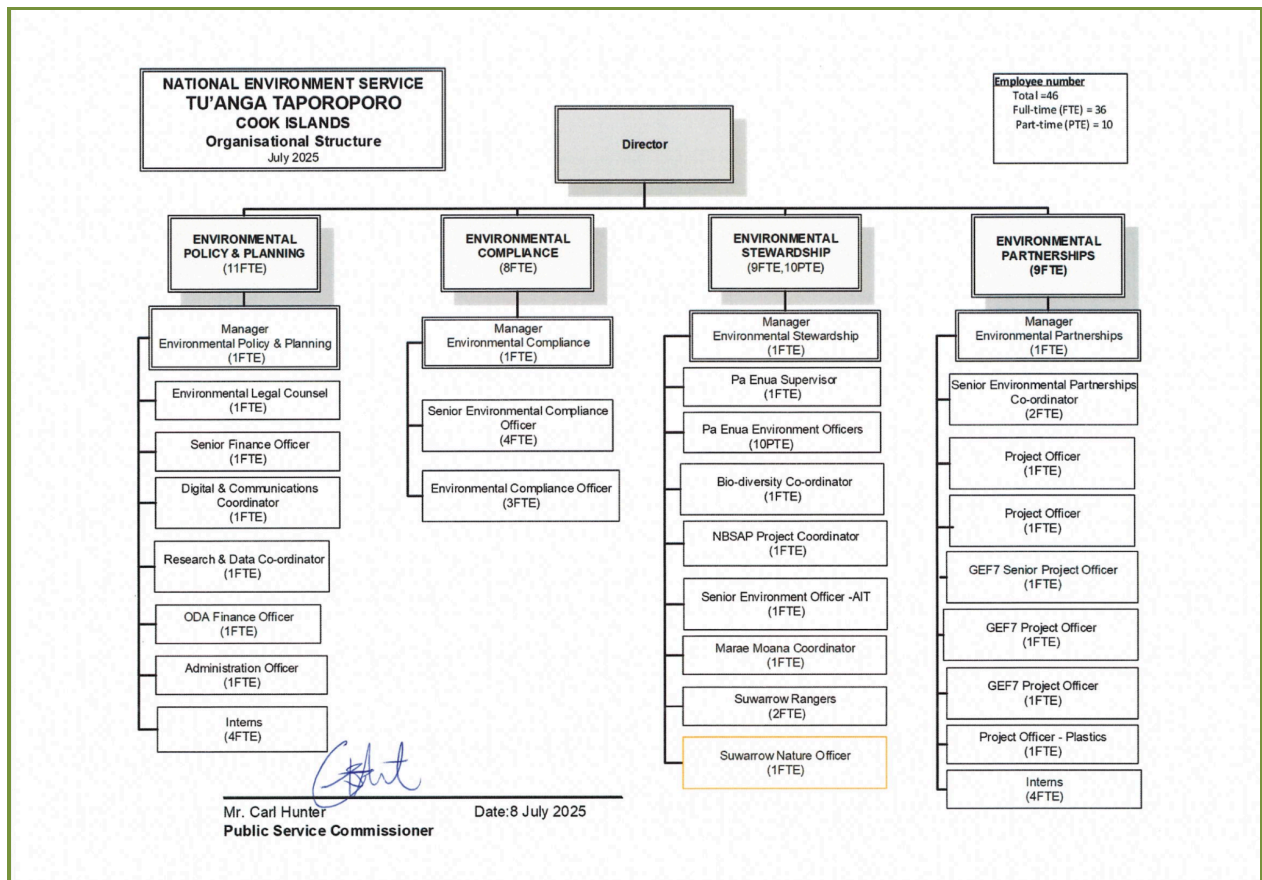 NATIONAL ENVIRONMENT SERVICE
TU'ANGA TAPOROPORO
COOK ISLANDS
Organisational Structure
July 2025
Employee number
Total =46
Full-time (FTE) = 36
Part-time (PTE) = 10
Director
ENVIRONMENTAL
POLICY & PLANNING
(11FTE)
Manager
Environmental Policy & Planning
(1FTE)
Environmental Legal Counsel
(1FTE)
Senior Finance Officer
(1FTE)
Digital & Communications
Coordinator
(1FTE)
Research & Data Co-ordinator
(1FTE)
ODA Finance Officer
(1FTE)
Administration Officer
(1FTE)
Interns
(4FTE)
ENVIRONMENTAL
COMPLIANCE
(8FTE)
Manager
Environmental Compliance
(1FTE)
Senior Environmental Compliance
Officer
(4FTE)
Environmental Compliance Officer
(3FTE)
ENVIRONMENTAL
STEWARDSHIP
(9FTE,10PTE)
Manager
Environmental Stewardship
(1FTE)
Pa Enua Supervisor
(1FTE)
Pa Enua Environment Officers
(10PTE)
Bio-diversity Co-ordinator
(1FTE)
NBSAP Project Coordinator
(1FTE)
Senior Environment Officer -AIT
(1FTE)
Marae Moana Coordinator
(1FTE)
Suwarrow Rangers
(2FTE)
Suwarrow Nature Officer
(1FTE)
ENVIRONMENTAL
PARTNERSHIPS
(9FTE)
Manager
Environmental Partnerships
(1FTE)
Senior Environmental Partnerships
Co-ordinator
(2FTE)
Project Officer
(1FTE)
Project Officer
(1FTE)
GEF7 Senior Project Officer
(1FTE)
GEF7 Project Officer
(1FTE)
GEF7 Project Officer
(1FTE)
Project Officer - Plastics
(1FTE)
Interns
(4FTE)
Mr. Carl Hunter
Date:8 July 2025
Public Service Commissioner